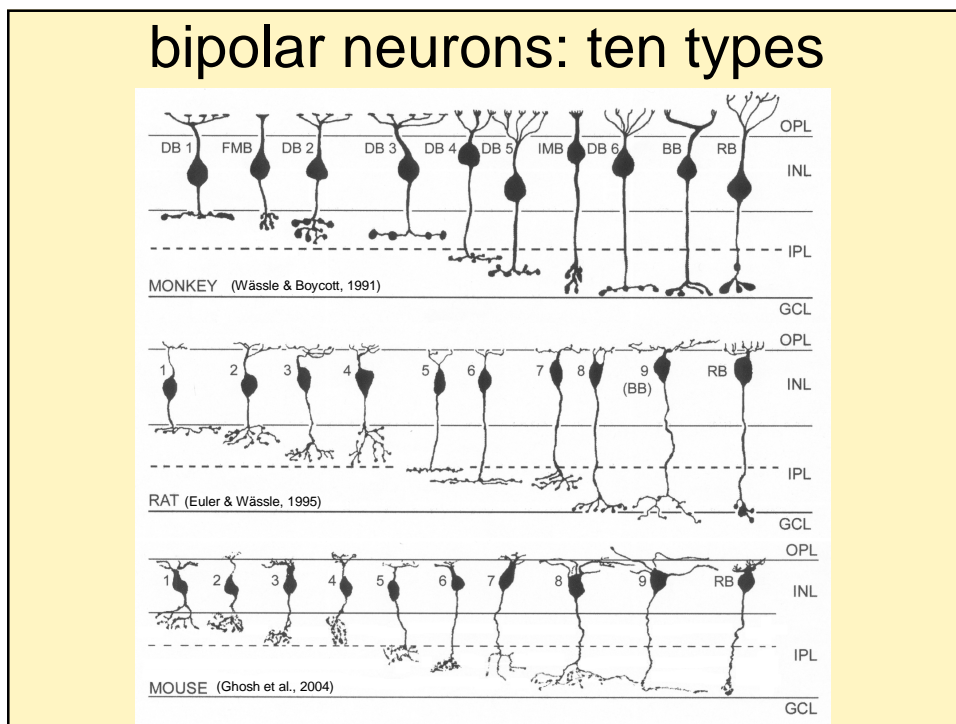 bipolar neurons: ten types
OPL
DB 1 FMB DB 2 DB 3 DB 4 DB 5 IMB DB 6 BB RB
INL
IPL
MONKEY (Wässle & Boycott, 1991)
GCL
OPL
1 2 3 4 5 6 7 8 9 RB
INL
(BB)
IPL
RAT (Euler & Wässle, 1995)
GCL
OPL
1 2 3 4 5 6 7 8 9 RB
INL
IPL
MOUSE (Ghosh et al., 2004)
GCL